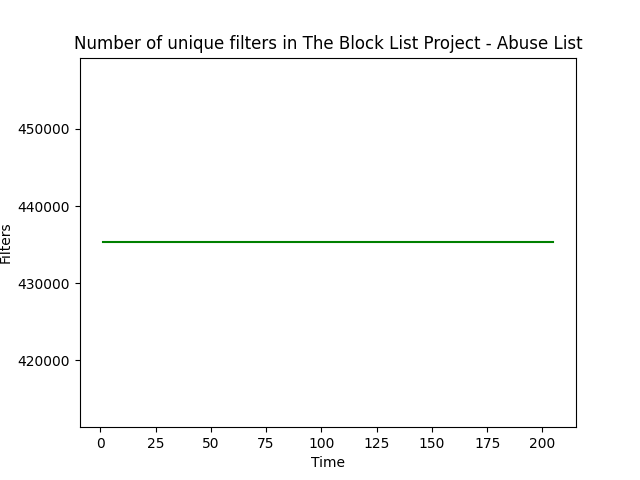 Number of unique filters in The Block List Project - Abuse List
450000
440000
430000
420000
Filters
0 25 50 75 100 125 150 175 200
Time